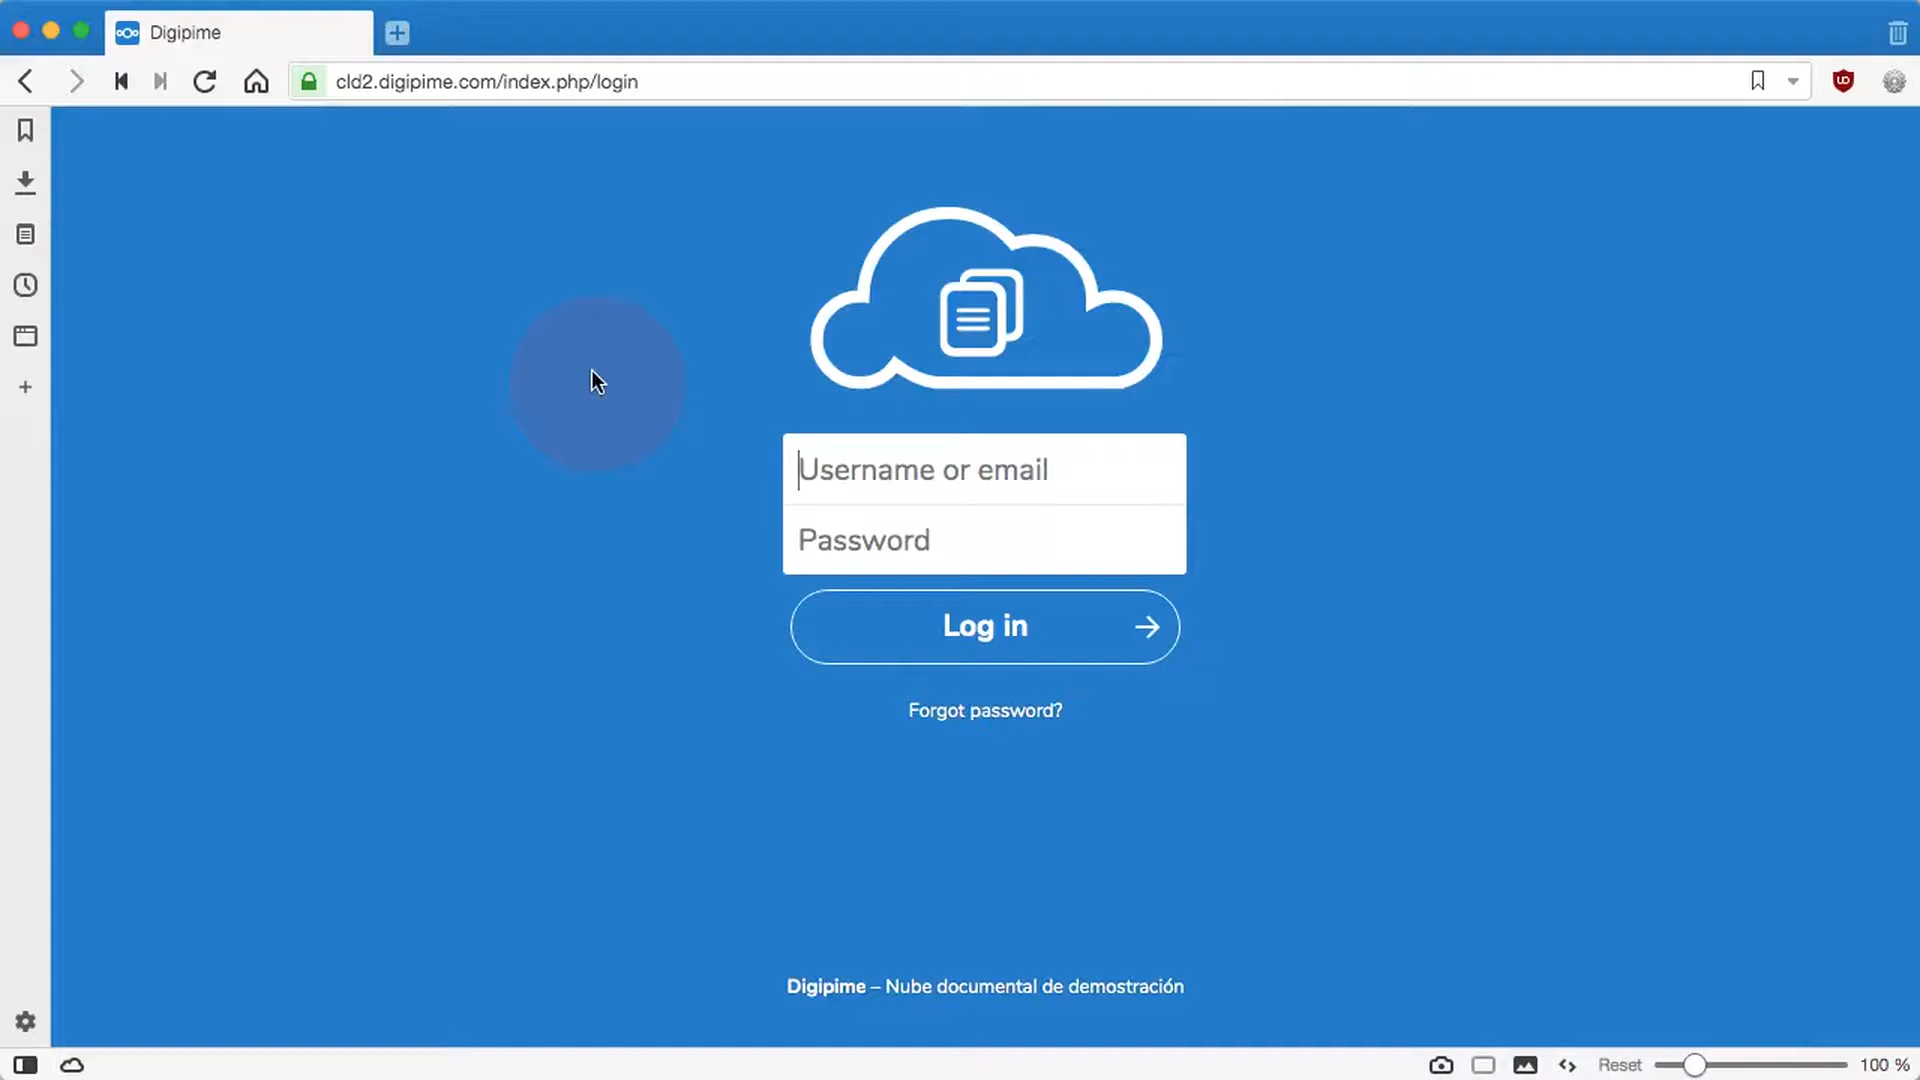 Digipime
cld2.digipime.com/index.php/login
Username or email
Password
Log in
Forgot password?
Digipime – Nube documental de demostración
Reset
100 %